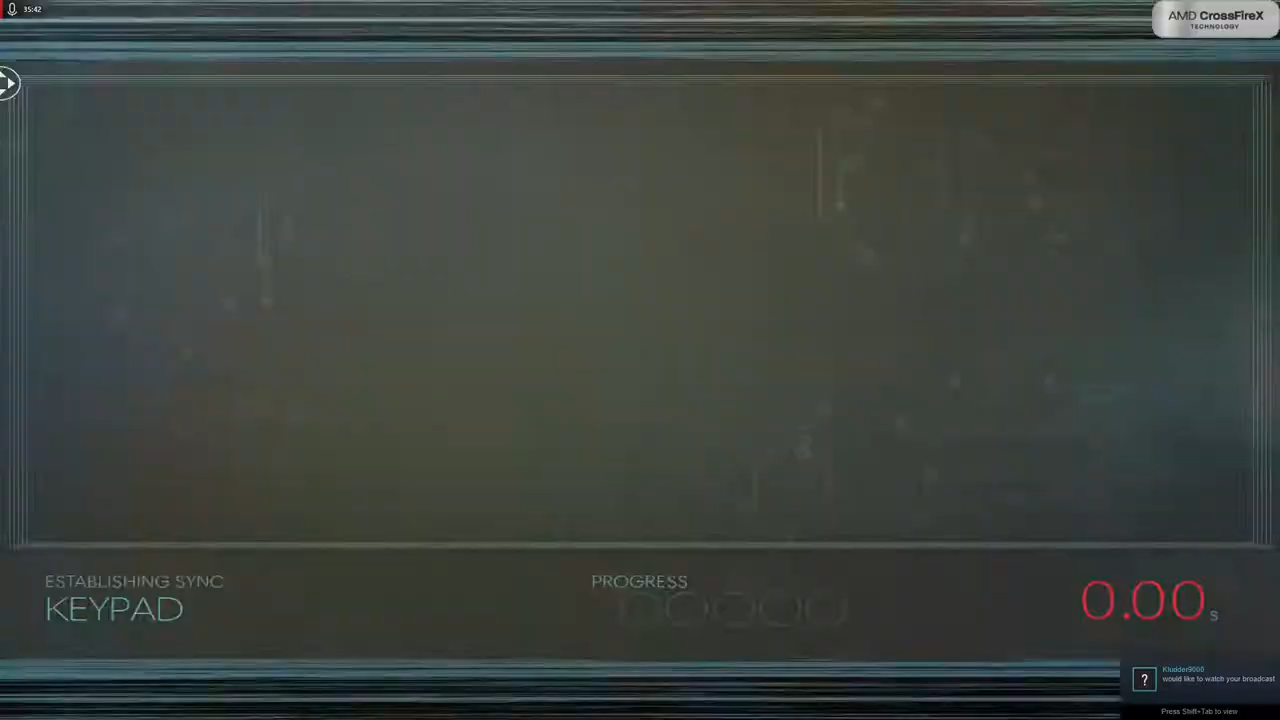 35:42
AMD CrossFireX
TECHNOLOGY
ESTABLISHING SYNC
KEYPAD
PROGRESS
0.00 s
?
Kludder9000
would like to watch your broadcast
Press Shift+Tab to view